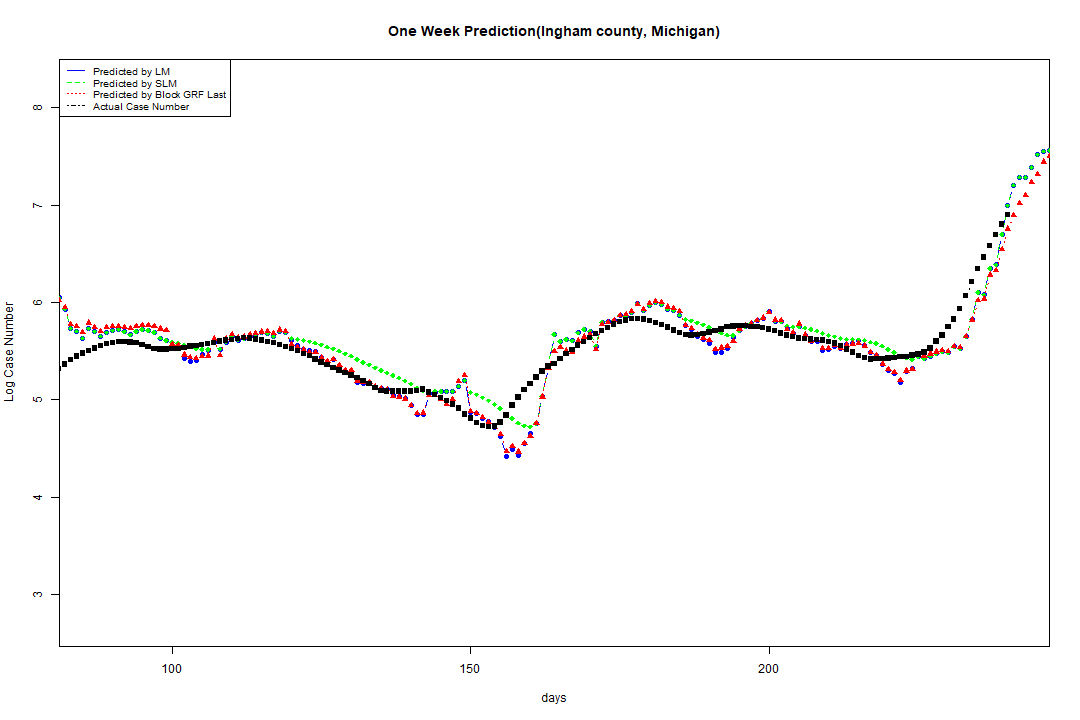 One Week Prediction(Ingham county, Michigan)
Predicted by LM
Predicted by SLM
Predicted by Block GRF Last
Actual Case Number
8
7
6
5
4
3
Log Case Number
100 150 200
days